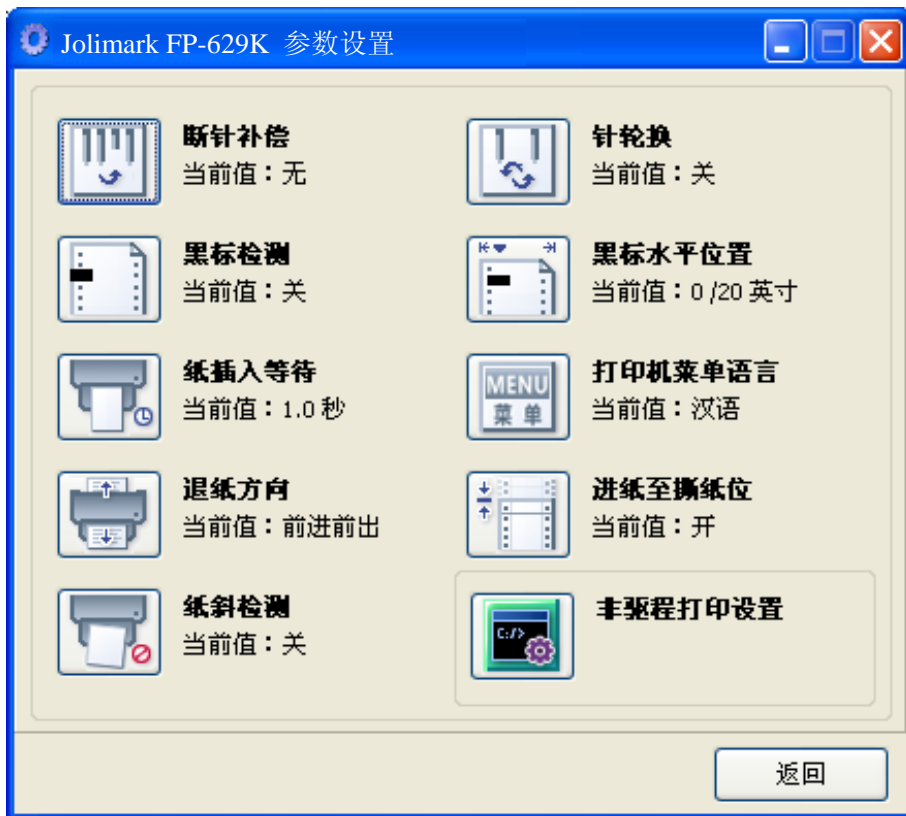 Jolimark FP-629K 参数设置
断针补偿
当前值：无
针轮换
当前值：关
黑标检测
当前值：关
黑标水平位置
当前值：0 /20 英寸
纸插入等待
当前值：1.0 秒
MENU
菜 单
打印机菜单语言
当前值：汉语
退纸方向
当前值：前进前出
进纸至撕纸位
当前值：开
纸斜检测
当前值：关
C:/>
非驱程打印设置
返回